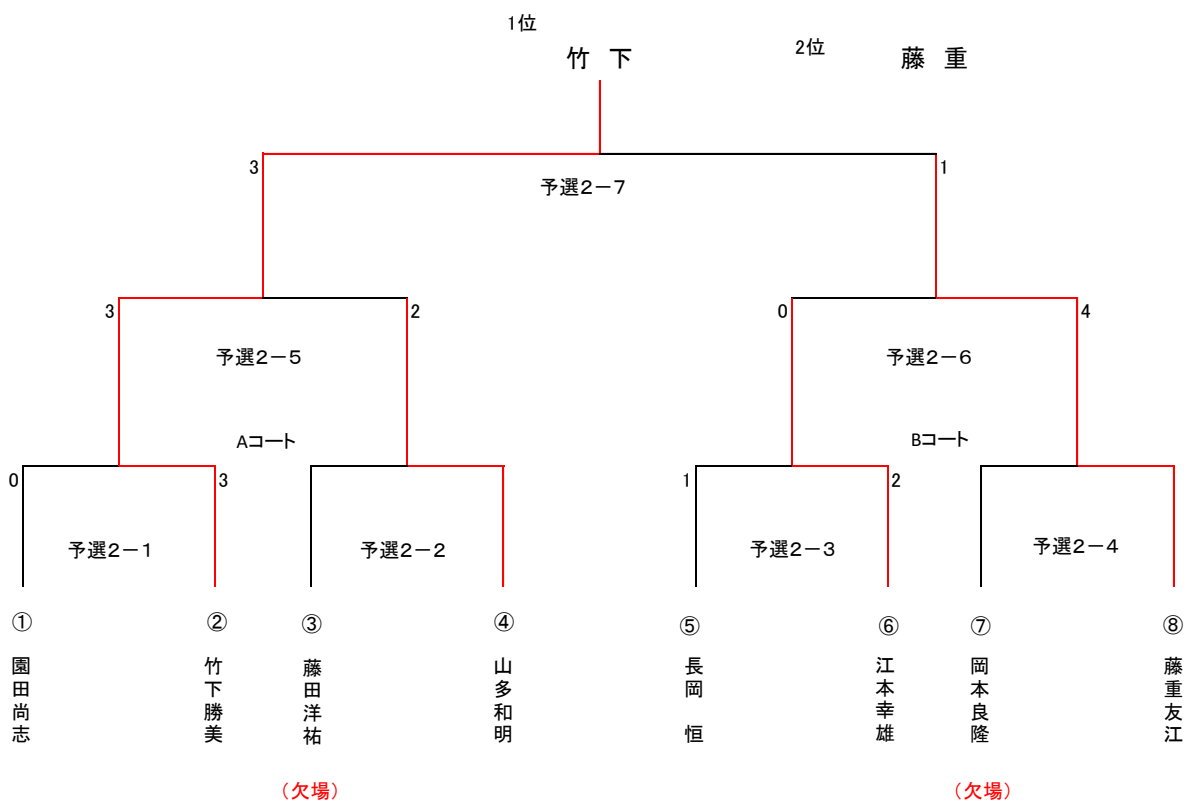 1位
竹 下
2位
藤 重
3
1
予選2－7
3
2
0
4
予選2－5
予選2－6
Aコート
Bコート
0
3
1
2
予選2－1
予選2－2
予選2－3
予選2－4
①
②
③
④
⑤
⑥
⑦
⑧
園田尚志
竹下勝美
藤田洋祐
山多和明
長岡 恒
江本幸雄
岡本良隆
藤重友江
(欠場)
(欠場)